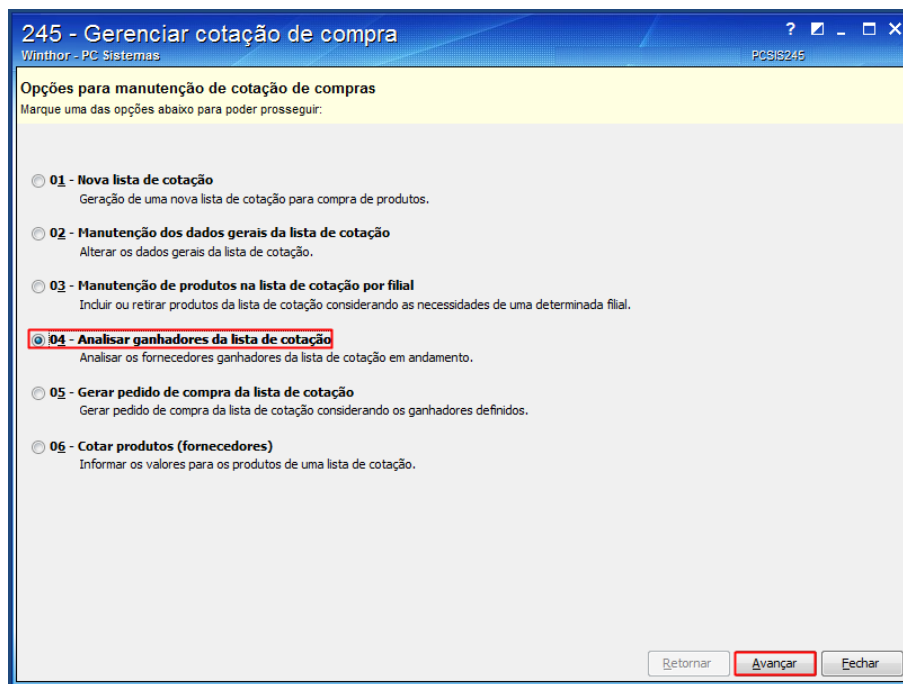 245 - Gerenciar cotação de compra
Winthor - PC Sistemas
PCSIS245
Opções para manutenção de cotação de compras
Marque uma das opções abaixo para poder prosseguir:
01 - Nova lista de cotação
Geração de uma nova lista de cotação para compra de produtos.
02 - Manutenção dos dados gerais da lista de cotação
Alterar os dados gerais da lista de cotação.
03 - Manutenção de produtos na lista de cotação por filial
Incluir ou retirar produtos da lista de cotação considerando as necessidades de uma determinada filial.
04 - Analisar ganhadores da lista de cotação
Analisar os fornecedores ganhadores da lista de cotação em andamento.
05 - Gerar pedido de compra da lista de cotação
Gerar pedido de compra da lista de cotação considerando os ganhadores definidos.
06 - Cotar produtos (fornecedores)
Informar os valores para os produtos de uma lista de cotação.
Retornar Avançar Fechar